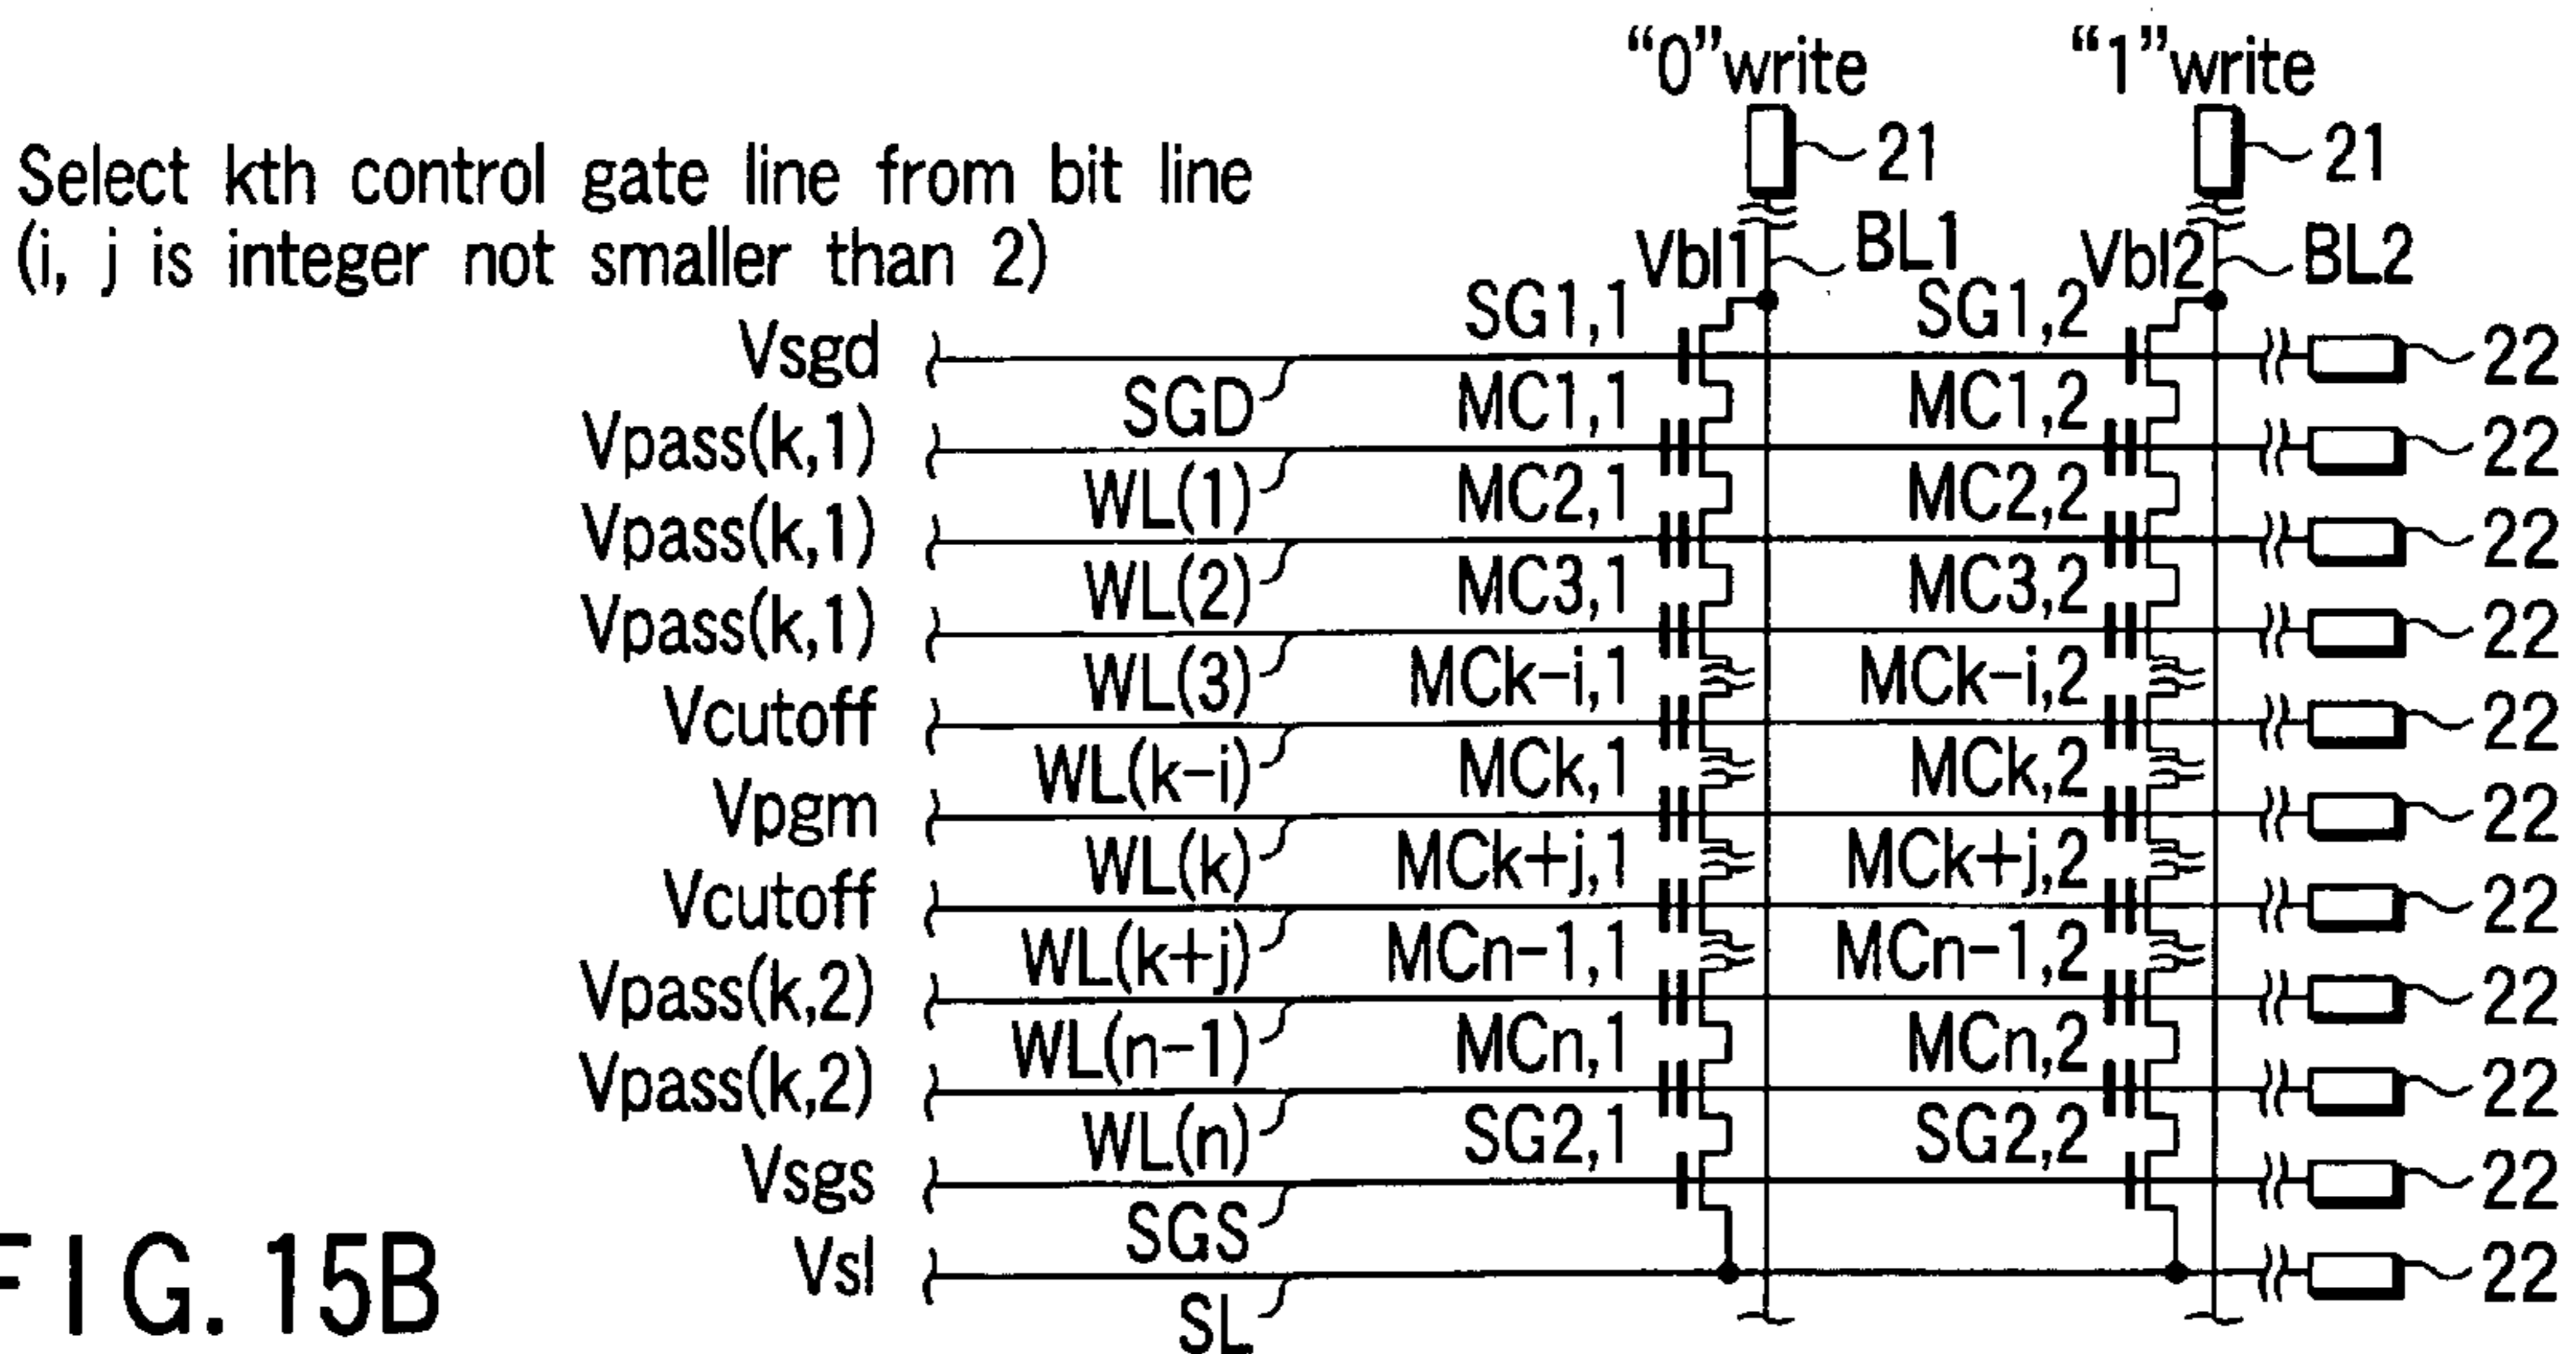 “0”write “1”write
21 21
Select kth control gate line from bit line
(i, j is integer not smaller than 2)
Vbl1 BL1 Vbl2 BL2
SG1,1 SG1,2
Vsgd 22
SGD MC1,1 MC1,2
Vpass(k,1) 22
WL(1) MC2,1 MC2,2
Vpass(k,1) 22
WL(2) MC3,1 MC3,2
Vpass(k,1) 22
WL(3) MCk-i,1 MCk-i,2
Vcutoff 22
WL(k-i) MCk,1 MCk,2
Vpgm 22
WL(k) MCk+j,1 MCk+j,2
Vcutoff 22
WL(k+j) MCn-1,1 MCn-1,2
Vpass(k,2) 22
WL(n-1) MCn,1 MCn,2
Vpass(k,2) 22
WL(n) SG2,1 SG2,2
Vsgs 22
SGS
Vsl 22
SL
FIG. 15B